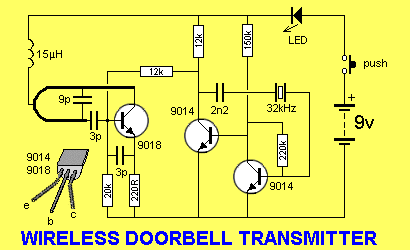 15µH
12k
150k
LED
12k
push
9p
9014
2n2
32kHz
+
9v
3p
9018
9014
9018
3p
220k
20k
220R
9014
e
b
c
WIRELESS DOORBELL TRANSMITTER